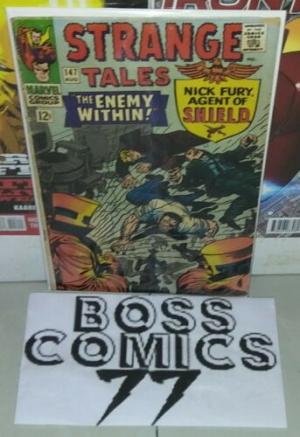 STRANGE
TALES
MARVEL
COMICS
GROUP
12¢
147
AUG
THE ENEMY
WITHIN!
NICK FURY,
AGENT OF
S.H.I.E.L.D.
BOSS
COMICS
77